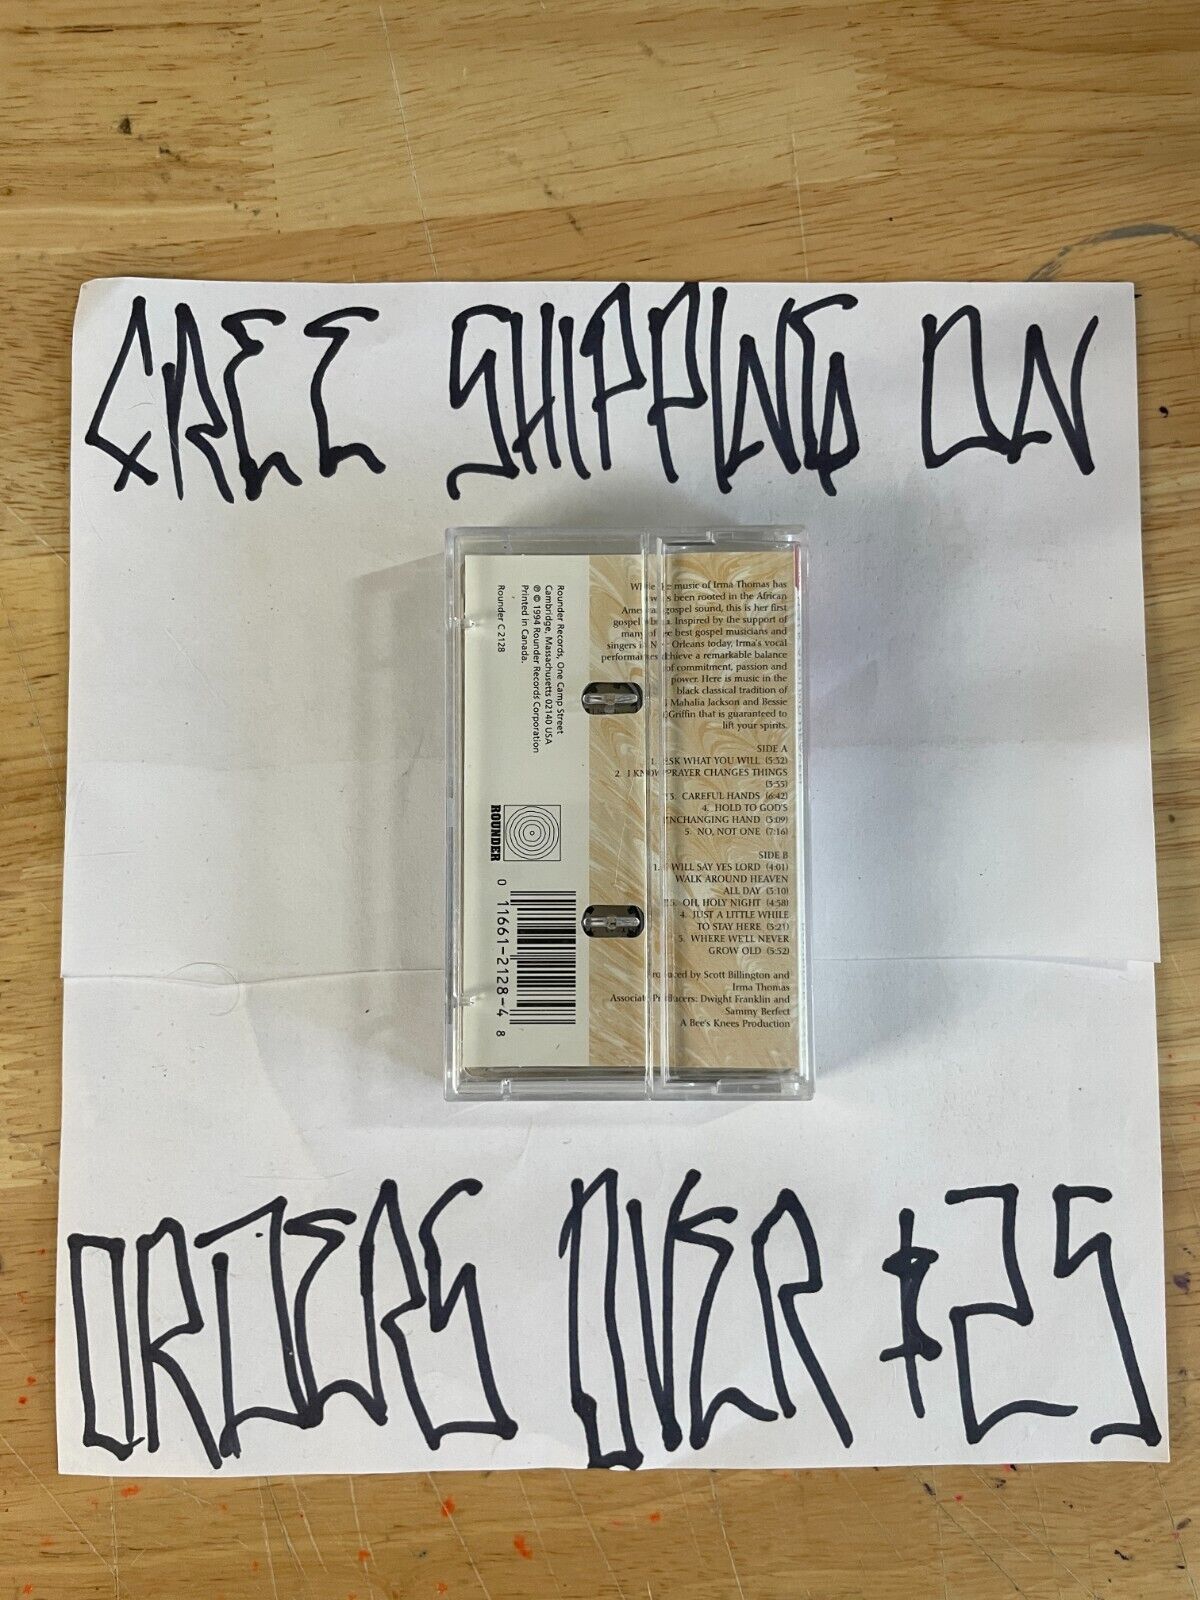 FREE SHIPPING ON
Rounder Records, One Camp Street
Cambridge, Massachusetts 02140 USA
℗ © 1994 Rounder Records Corporation
Printed in Canada.
Rounder C 2128
ROUNDER
0 11661-2128-4 8
music of Irma Thomas has
been rooted in the African
American gospel sound, this is her first
gospel Inspired by the support of
many of best gospel musicians and
singers in New Orleans today, Irma's vocal
performances achieve a remarkable balance
of commitment, passion and
power. Here is music in the
black classical tradition of
Mahalia Jackson and Bessie
Griffin that is guaranteed to
lift your spirits.
SIDE A
1. ASK WHAT YOU WILL (5:32)
2. I KNOW PRAYER CHANGES THINGS
(3:55)
3. CAREFUL HANDS (6:42)
4. HOLD TO GOD'S
UNCHANGING HAND (3:09)
5. NO, NOT ONE (7:16)
SIDE B
1. I WILL SAY YES LORD (4:01)
WALK AROUND HEAVEN
ALL DAY (5:10)
3. OH, HOLY NIGHT (4:58)
4. JUST A LITTLE WHILE
TO STAY HERE (3:21)
5. WHERE WE'LL NEVER
GROW OLD (5:52)
Produced by Scott Billington and
Irma Thomas
Associate Producers: Dwight Franklin and
Sammy Berfect
A Bee's Knees Production
ORDERS OVER $25